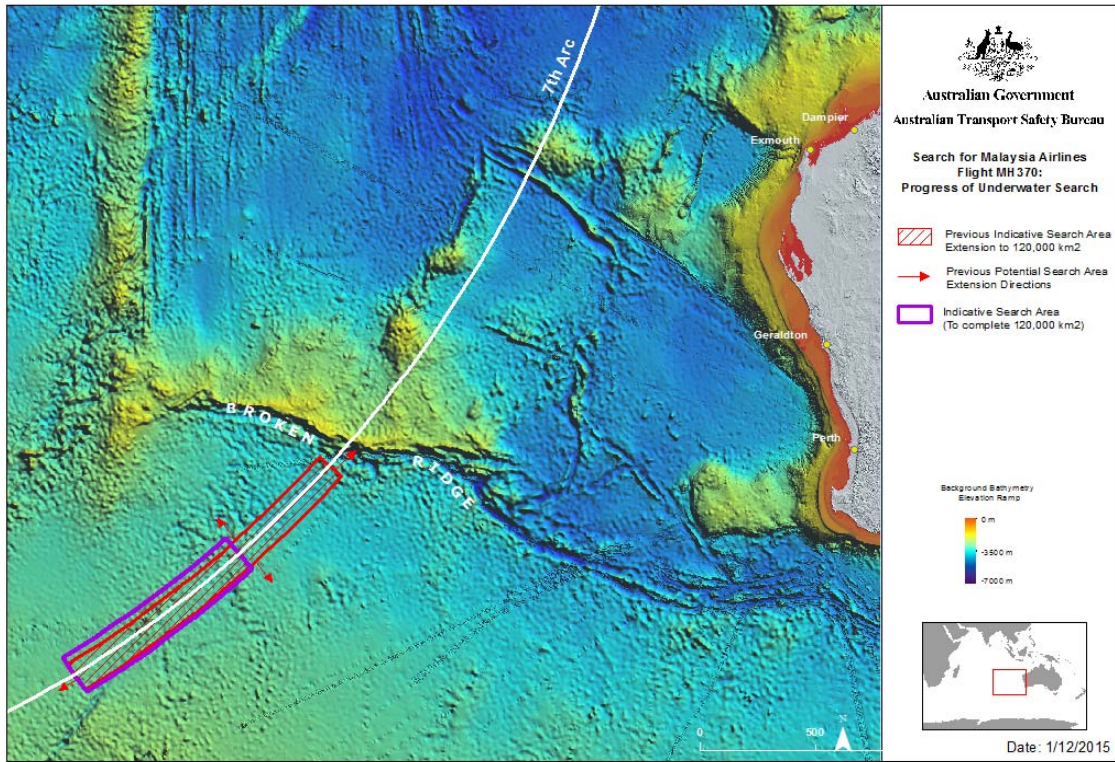 7th Arc
Dampier
Exmouth
Geraldton
Perth
BROKEN
RIDGE
N
0
500
Australian Government
Australian Transport Safety Bureau
Search for Malaysia Airlines
Flight MH370:
Progress of Underwater Search
Previous Indicative Search Area
Extension to 120,000 km2
Previous Potential Search Area
Extension Directions
Indicative Search Area
(To complete 120,000 km2)
Background Bathymetry
Elevation Ramp
0 m
-3500 m
-7000 m
Date: 1/12/2015